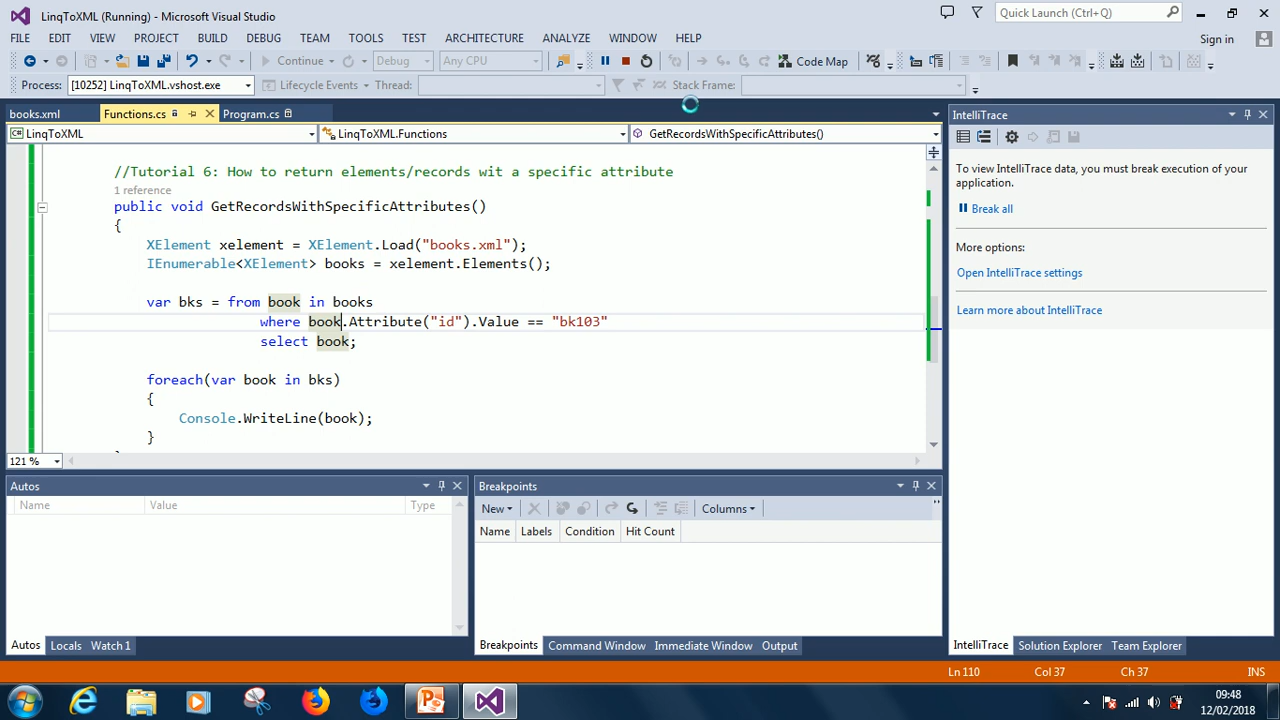 LinqToXML (Running) - Microsoft Visual Studio
Quick Launch (Ctrl+Q)
FILE EDIT VIEW PROJECT BUILD DEBUG TEAM TOOLS TEST ARCHITECTURE ANALYZE WINDOW HELP
Sign in
Continue Debug Any CPU Code Map
Process: [10252] LinqToXML.vshost.exe Lifecycle Events Thread: Stack Frame:
books.xml Functions.cs Program.cs
LinqToXML LinqToXML.Functions GetRecordsWithSpecificAttributes()
//Tutorial 6: How to return elements/records wit a specific attribute
1 reference
public void GetRecordsWithSpecificAttributes()
{
XElement xelement = XElement.Load("books.xml");
IEnumerable<XElement> books = xelement.Elements();
var bks = from book in books
where book.Attribute("id").Value == "bk103"
select book;
foreach(var book in bks)
{
Console.WriteLine(book);
}
121 %
IntelliTrace
To view IntelliTrace data, you must break execution of your
application.
Break all
More options:
Open IntelliTrace settings
Learn more about IntelliTrace
Autos
Name Value Type
Autos Locals Watch 1
Breakpoints
New Columns
Name Labels Condition Hit Count
Breakpoints Command Window Immediate Window Output
IntelliTrace Solution Explorer Team Explorer
Ln 110 Col 37 Ch 37 INS
09:48
12/02/2018